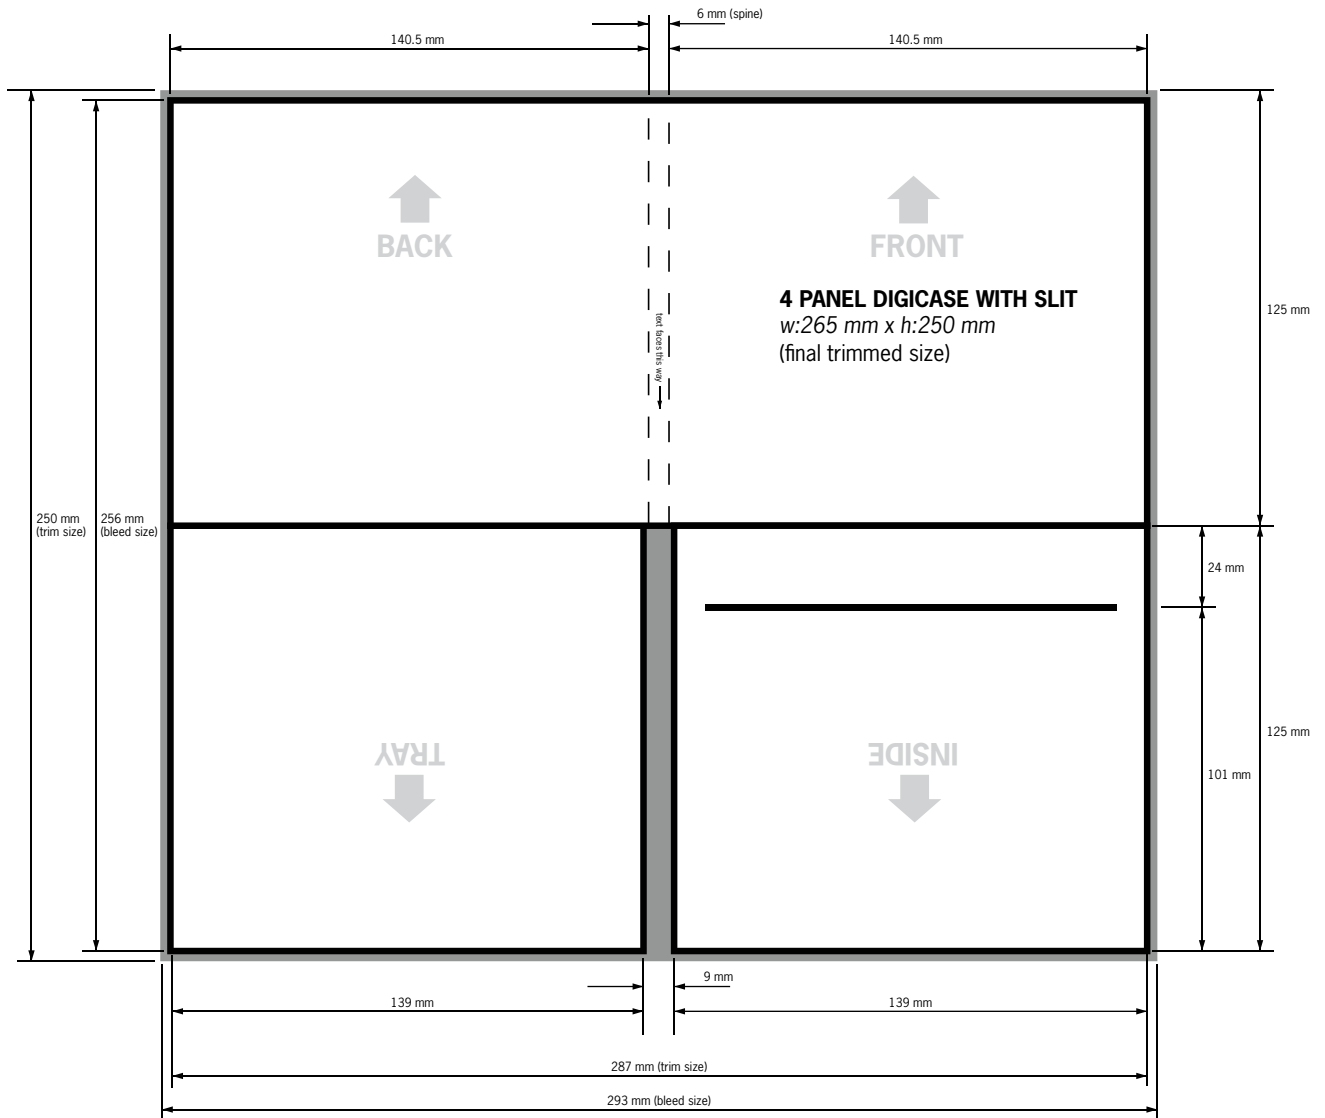 6 mm (spine)
140.5 mm
140.5 mm
BACK
FRONT
4 PANEL DIGICASE WITH SLIT
w:265 mm x h:250 mm
(final trimmed size)
125 mm
text faces this way
250 mm
(trim size)
256 mm
(bleed size)
24 mm
TRAY
INSIDE
125 mm
101 mm
9 mm
139 mm
139 mm
287 mm (trim size)
293 mm (bleed size)